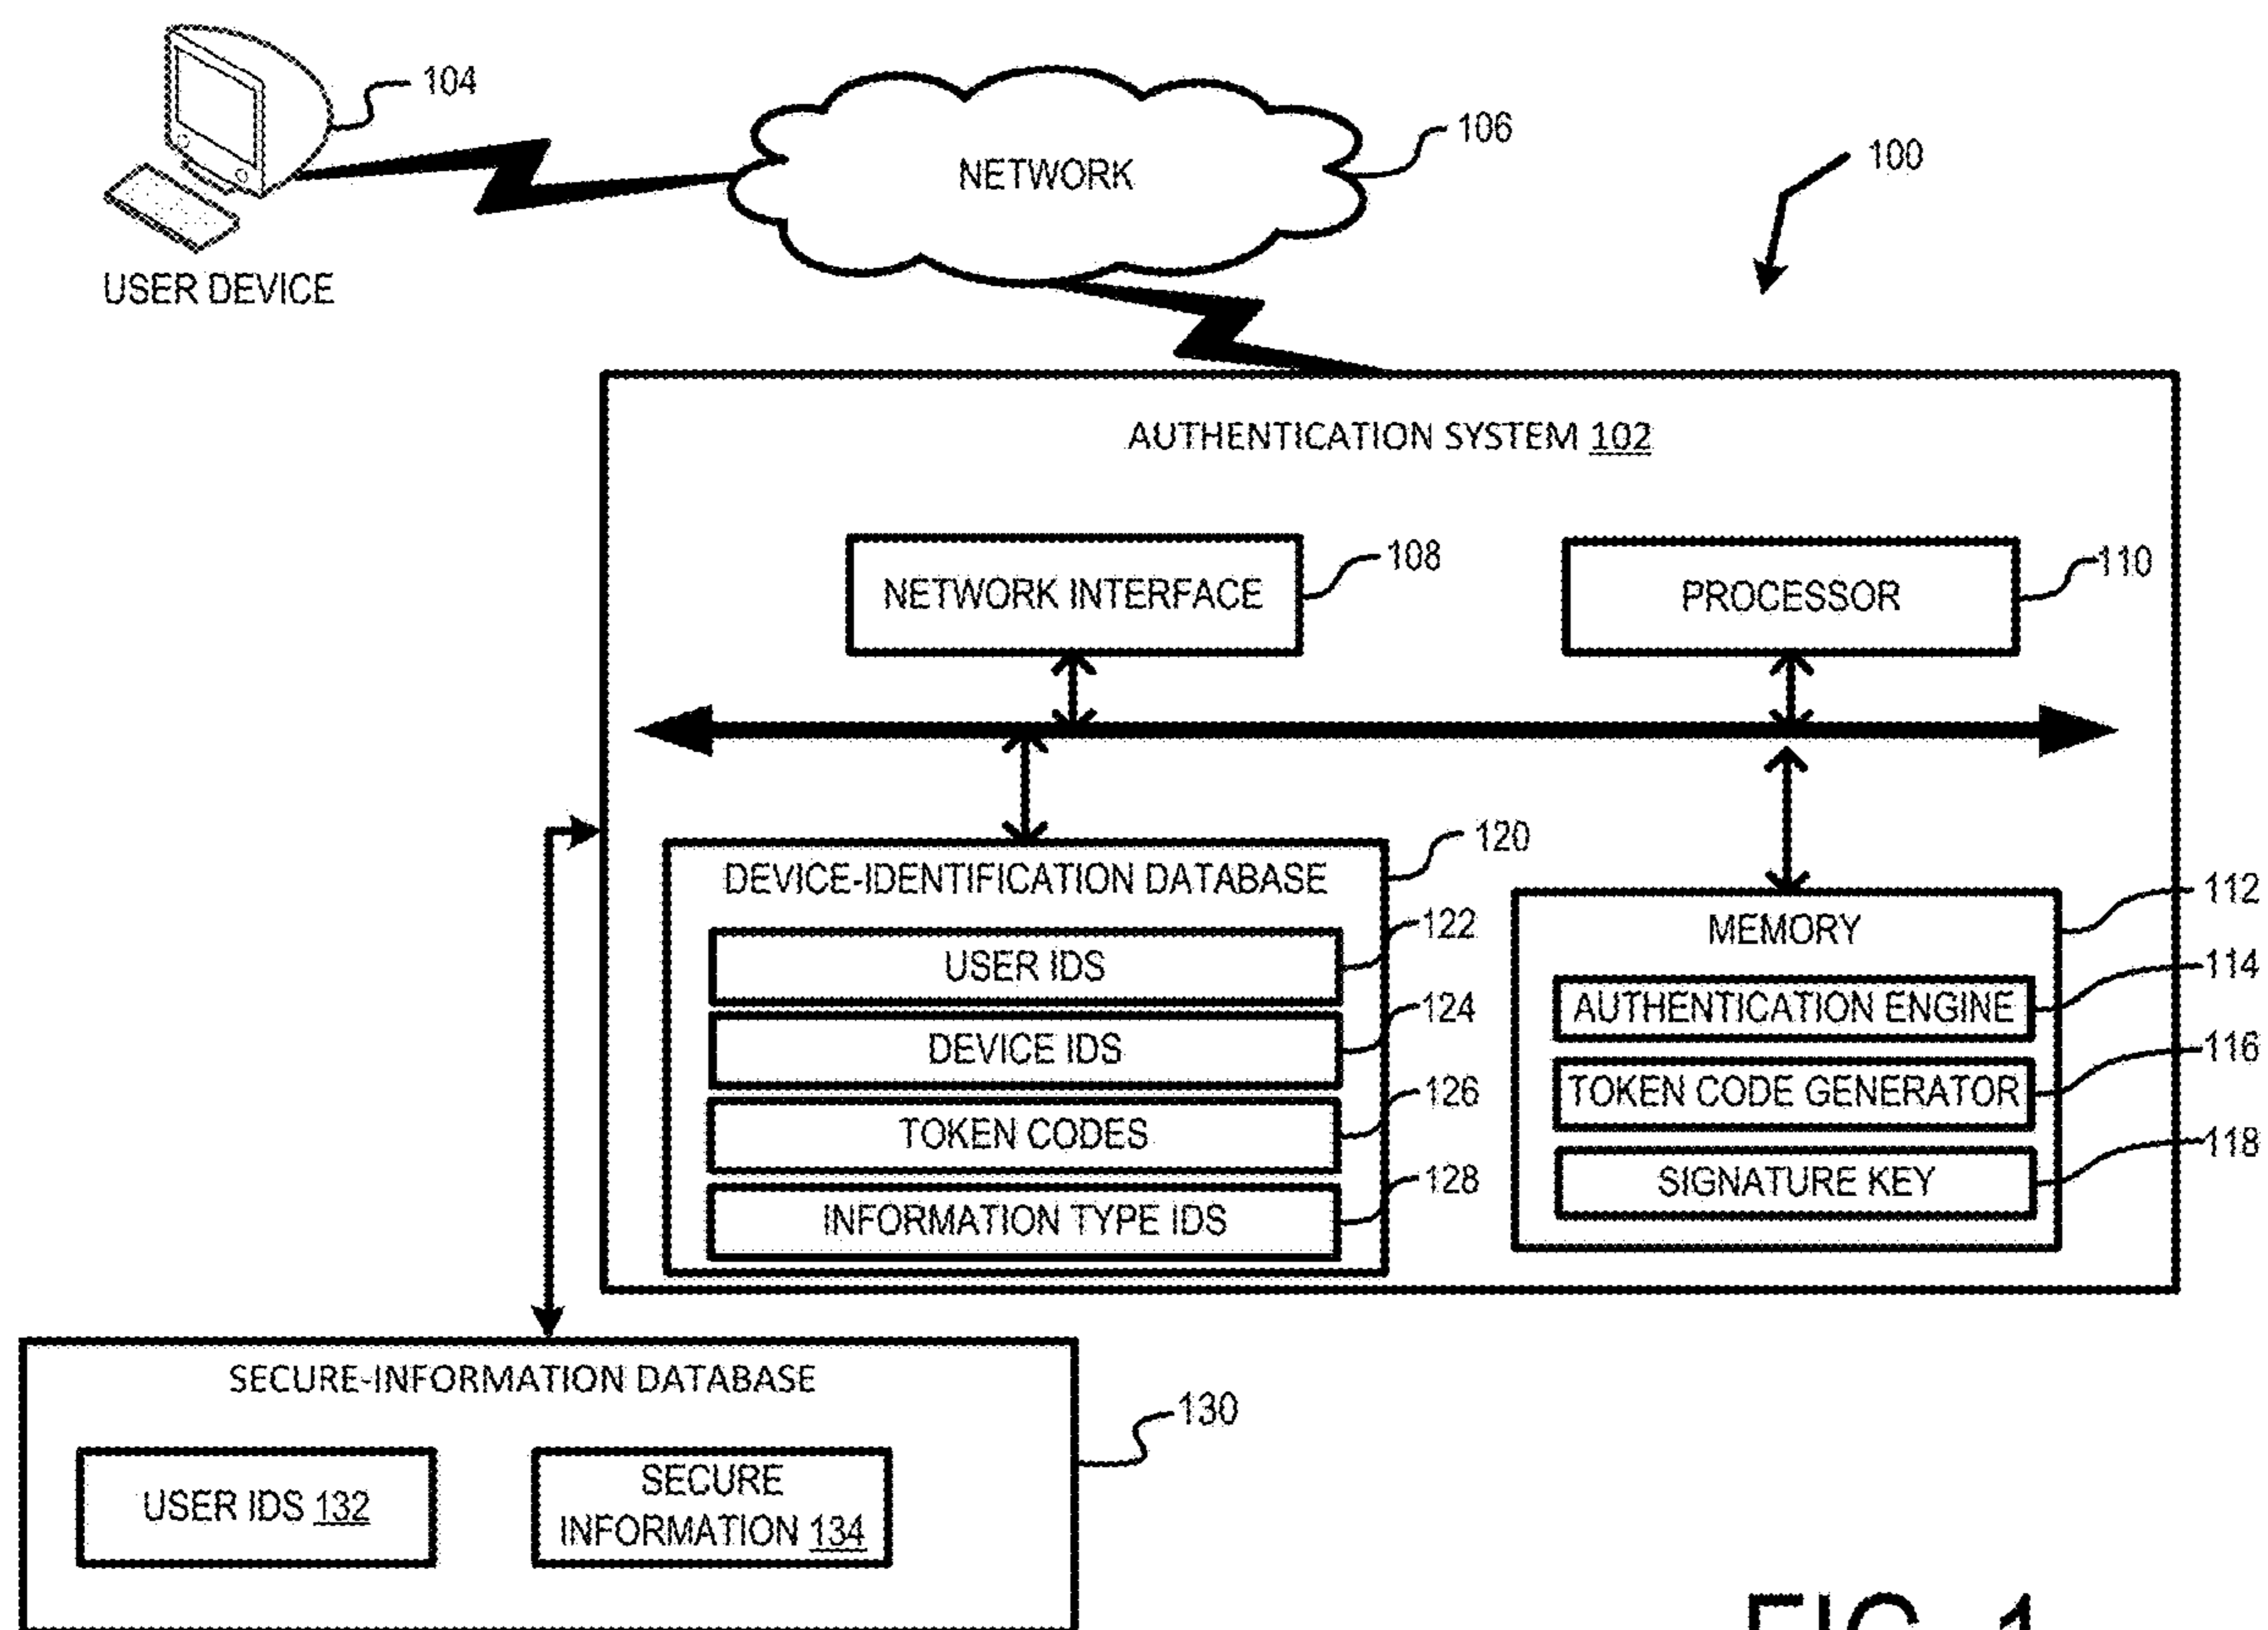 104
106
NETWORK
100
USER DEVICE
AUTHENTICATION SYSTEM 102
108
110
NETWORK INTERFACE
PROCESSOR
120
DEVICE-IDENTIFICATION DATABASE
112
122
MEMORY
USER IDS
114
124
AUTHENTICATION ENGINE
DEVICE IDS
116
126
TOKEN CODE GENERATOR
TOKEN CODES
118
128
SIGNATURE KEY
INFORMATION TYPE IDS
SECURE-INFORMATION DATABASE
130
USER IDS 132
SECURE
INFORMATION 134
FIG. 1